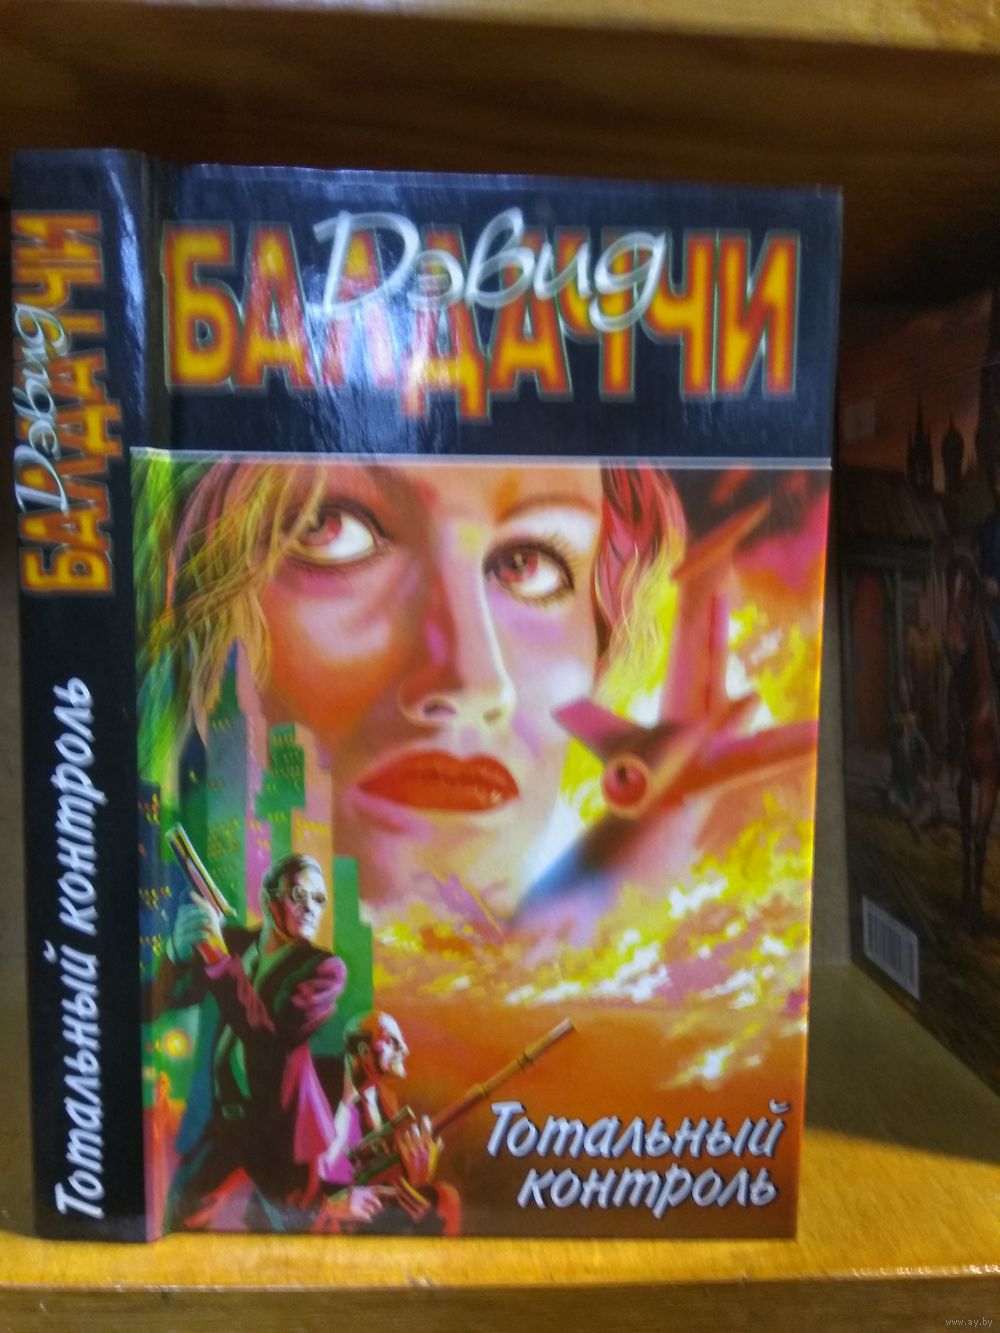 Дэвид
БАЛДАЧЧИ
Тотальный контроль
Дэвид
БАЛДАЧЧИ
Тотальный
контроль
www.ay.by